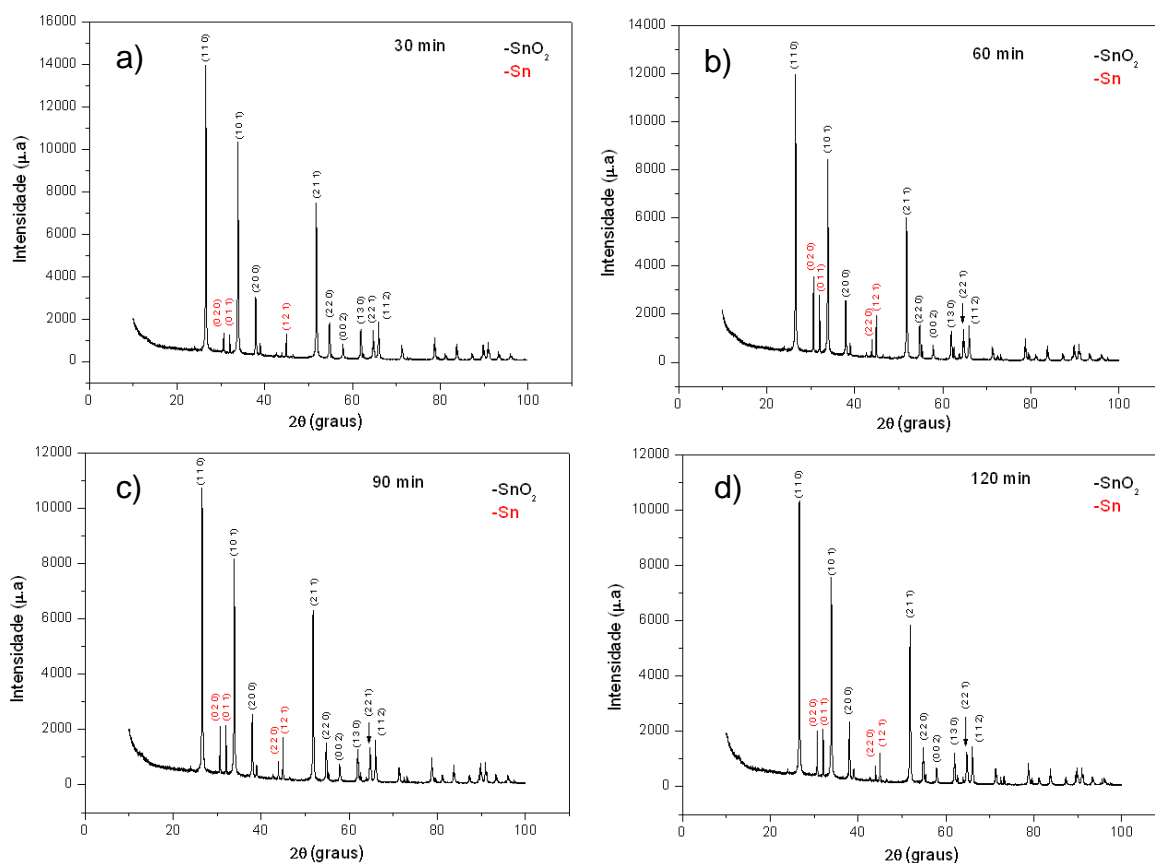 a)
30 min
-SnO2
-Sn
Intensidade (µ.a)
16000
14000
12000
10000
8000
6000
4000
2000
0
(1 1 0)
(0 2 0)
(0 1 1)
(1 0 1)
(2 0 0)
(1 2 1)
(2 1 1)
(2 2 0)
(0 0 2)
(1 3 0)
(2 2 1)
(1 1 2)
0 20 40 60 80 100
2θ (graus)
b)
60 min
-SnO2
-Sn
Intensidade (µ.a)
14000
12000
10000
8000
6000
4000
2000
0
(1 1 0)
(0 2 0)
(0 1 1)
(1 0 1)
(2 0 0)
(2 2 0)
(1 2 1)
(2 1 1)
(2 2 0)
(0 0 2)
(1 3 0)
(2 2 1)
(1 1 2)
0 20 40 60 80 100
2θ (graus)
c)
90 min
-SnO2
-Sn
Intensidade (µ.a)
12000
10000
8000
6000
4000
2000
0
(1 1 0)
(0 2 0)
(0 1 1)
(1 0 1)
(2 0 0)
(2 2 0)
(1 2 1)
(2 1 1)
(2 2 0)
(0 0 2)
(1 3 0)
(2 2 1)
(1 1 2)
0 20 40 60 80 100
2θ (graus)
d)
120 min
-SnO2
-Sn
Intensidade (µ.a)
12000
10000
8000
6000
4000
2000
0
(1 1 0)
(0 2 0)
(0 1 1)
(1 0 1)
(2 0 0)
(2 2 0)
(1 2 1)
(2 1 1)
(2 2 0)
(0 0 2)
(1 3 0)
(2 2 1)
(1 1 2)
0 20 40 60 80 100
2θ (graus)